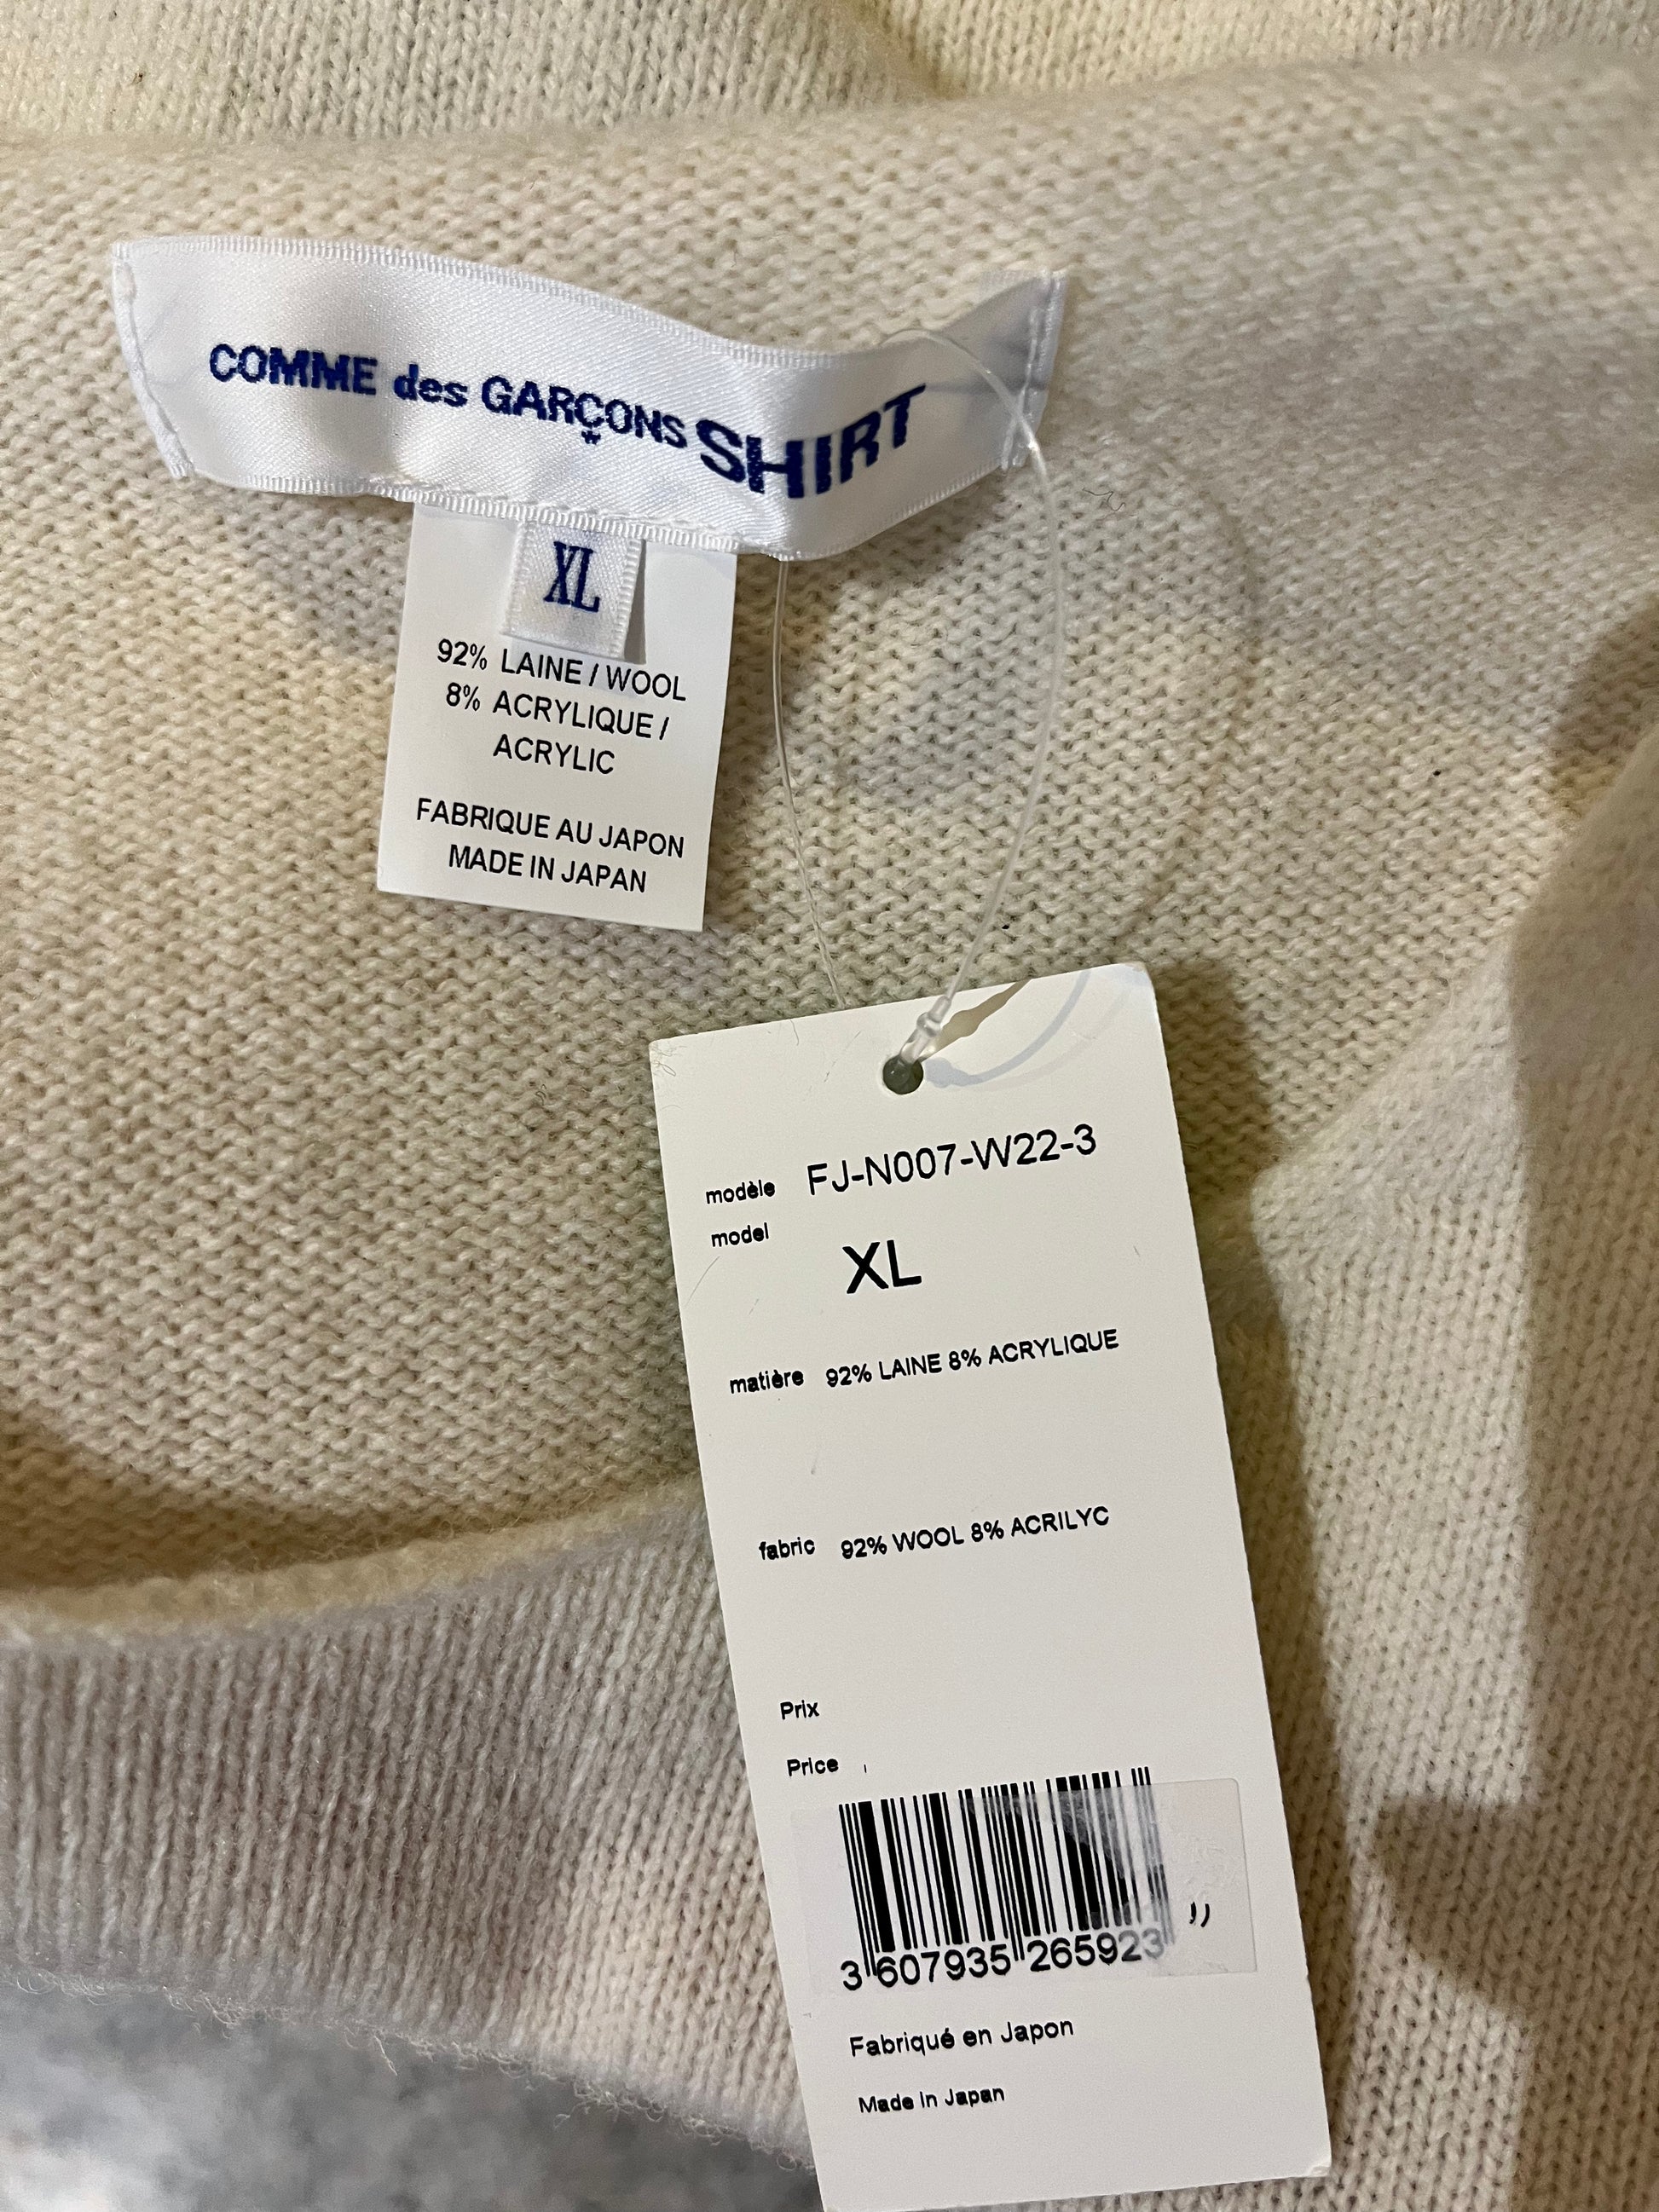 COMME des GARÇONS SHIRT
XL
92% LAINE / WOOL
8% ACRYLIQUE /
ACRYLIC
FABRIQUE AU JAPON
MADE IN JAPAN
modèle FJ-N007-W22-3
model
XL
matière 92% LAINE 8% ACRYLIQUE
fabric 92% WOOL 8% ACRILYC
Prix
Price
3 607935 265923
Fabriqué en Japon
Made in Japan